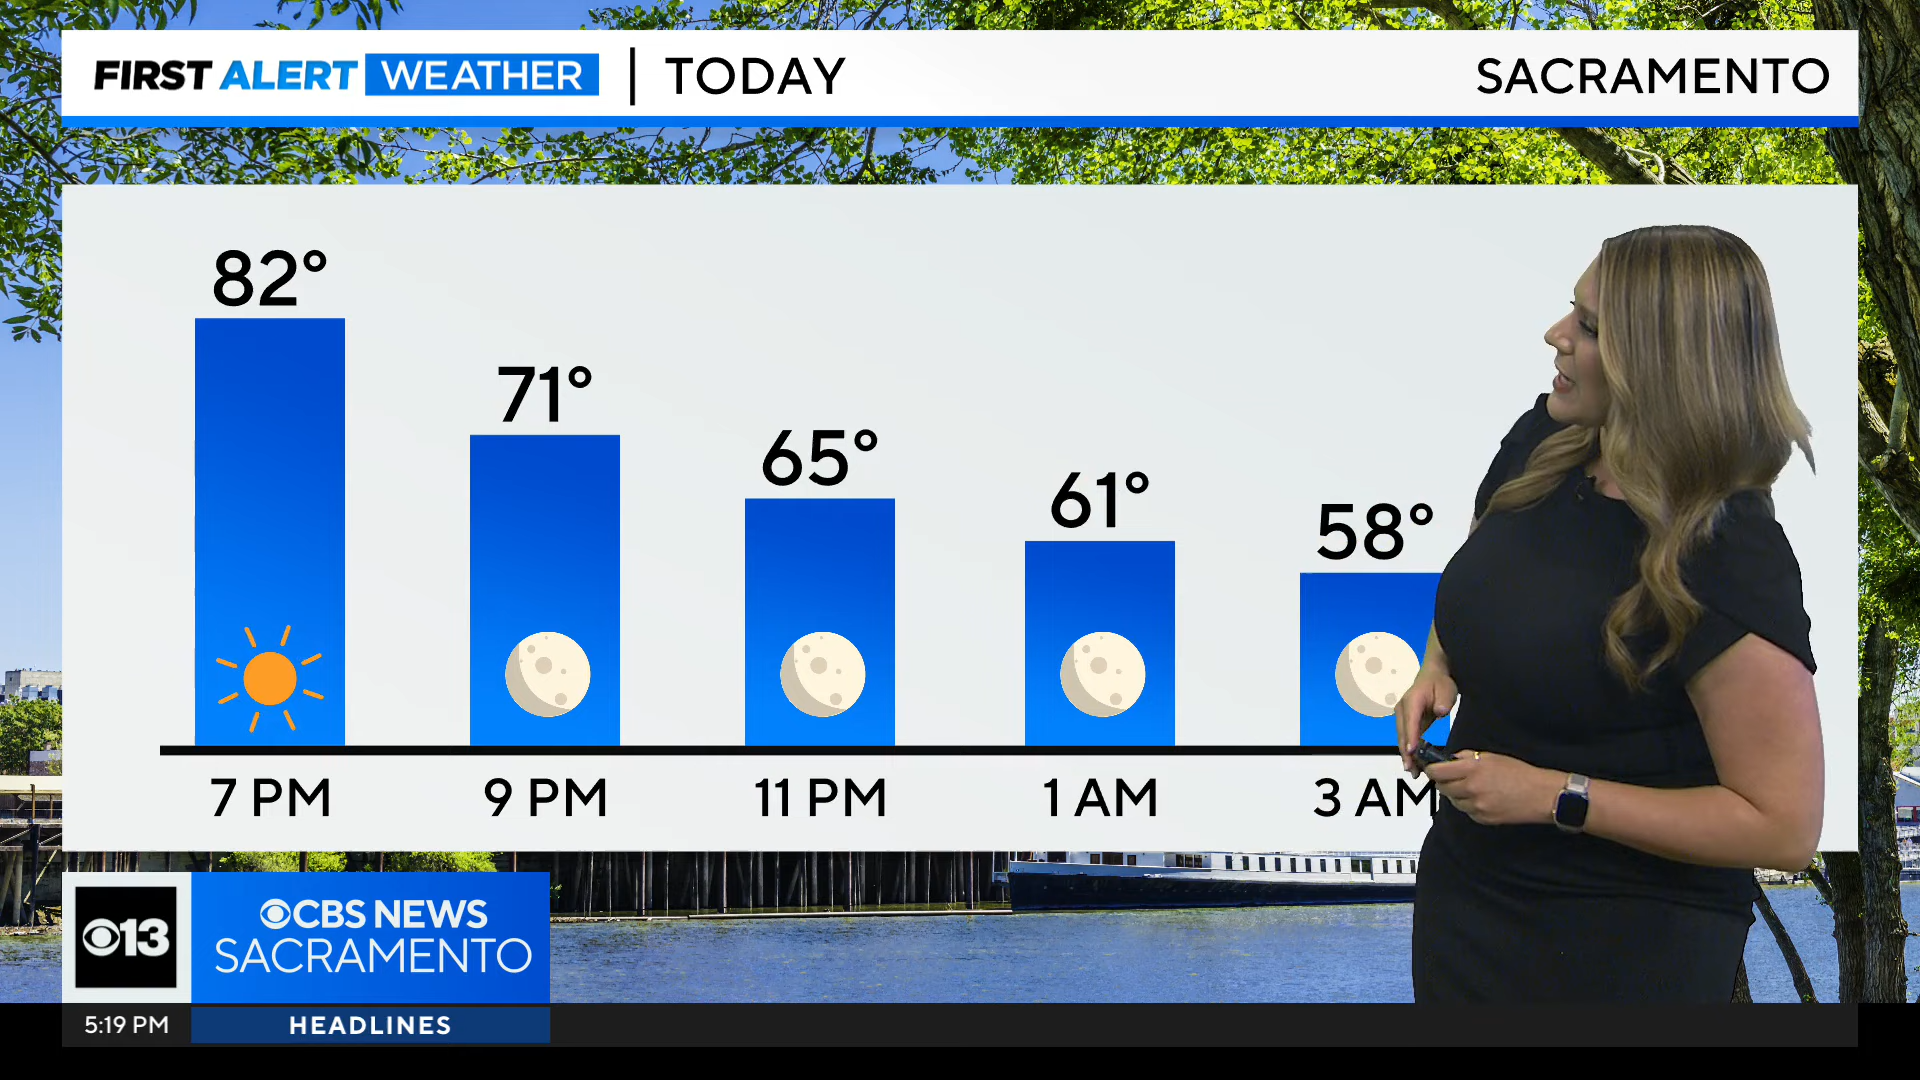 FIRST ALERT WEATHER | TODAY
SACRAMENTO
82°
71°
65°
61°
58°
7 PM
9 PM
11 PM
1 AM
3 AM
13
CBS NEWS
SACRAMENTO
5:19 PM
HEADLINES